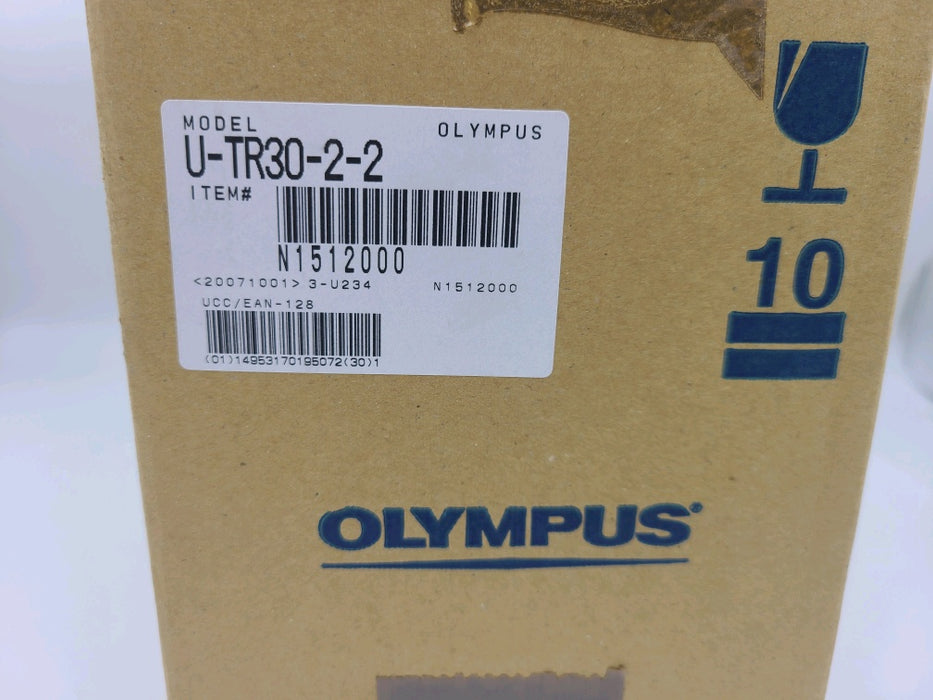 MODEL
OLYMPUS
U-TR30-2-2
ITEM#
N1512000
<20071001> 3-U234
N1512000
UCC/EAN-128
(01)14953170195072(30)1
10
OLYMPUS®